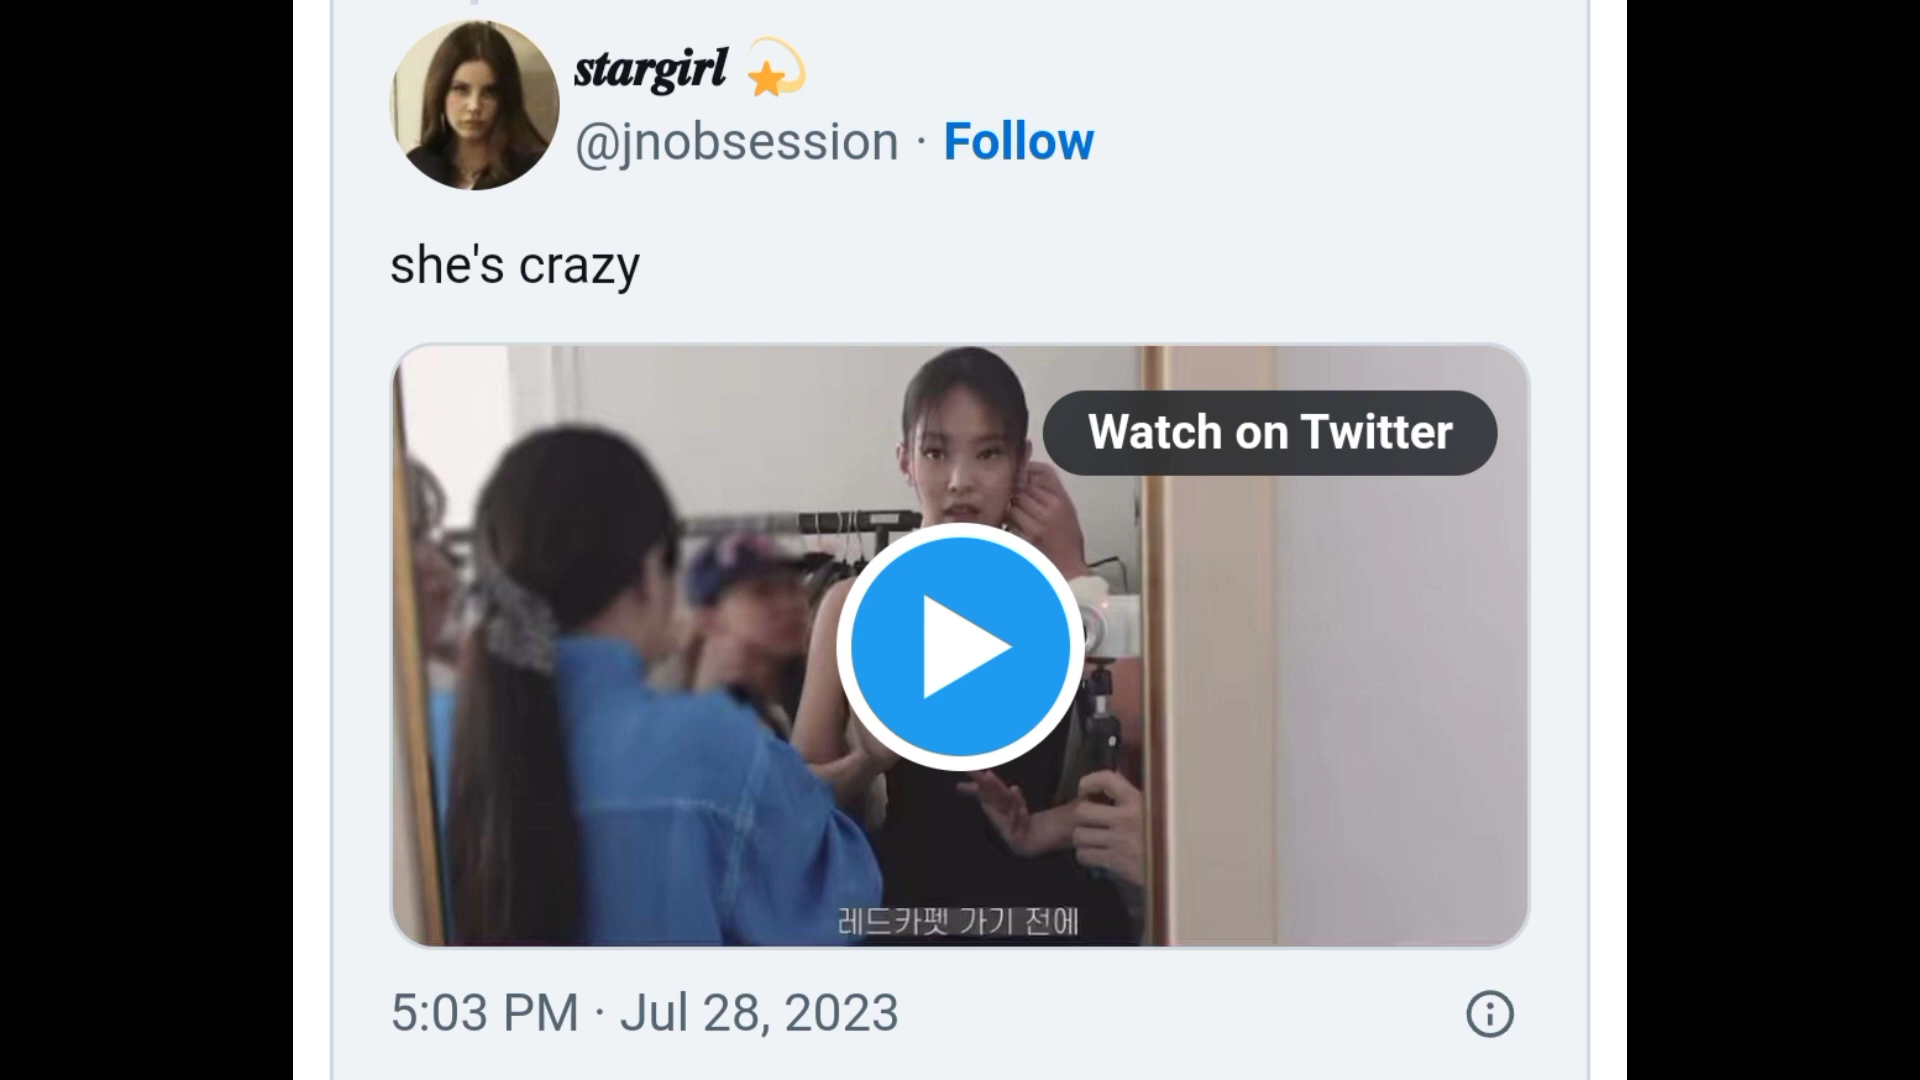 stargirl 💫
@jnobsession · Follow
she's crazy
Watch on Twitter
레드카펫 가기 전에
5:03 PM · Jul 28, 2023